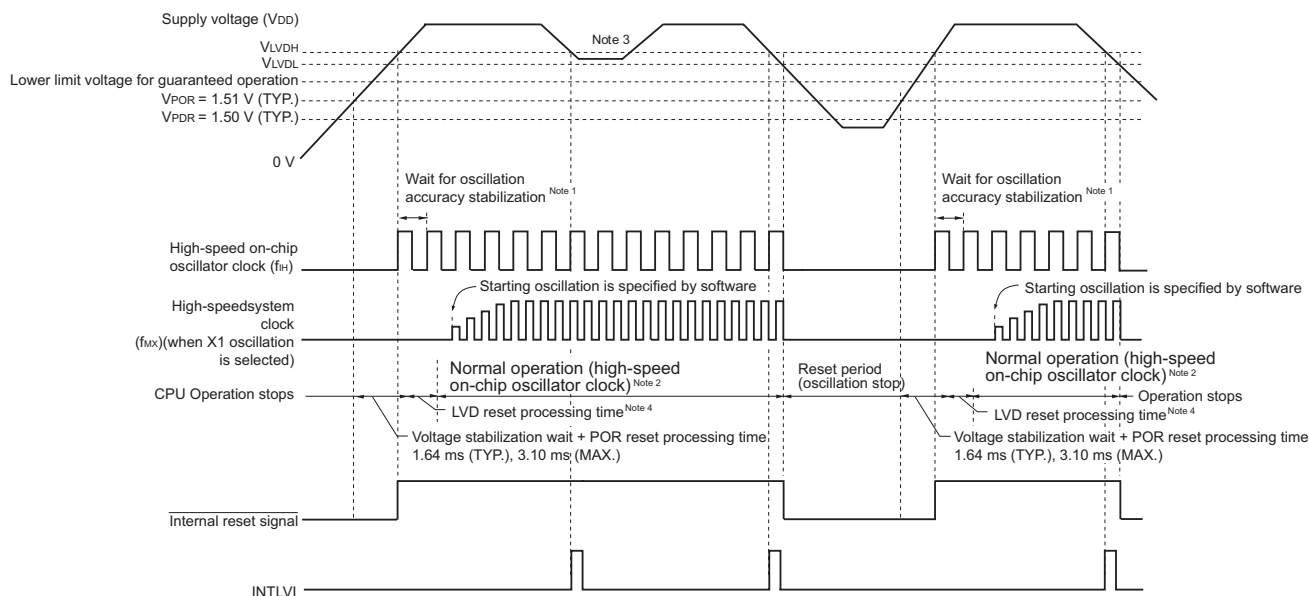 Supply voltage (VDD)
Note 3
VLVDH
VLVDL
Lower limit voltage for guaranteed operation
VPOR = 1.51 V (TYP.)
VPDR = 1.50 V (TYP.)
0 V
Wait for oscillation
accuracy stabilization Note 1
Wait for oscillation
accuracy stabilization Note 1
High-speed on-chip
oscillator clock (fIH)
Starting oscillation is specified by software
Starting oscillation is specified by software
High-speedsystem
clock
(fMX)(when X1 oscillation
is selected)
Normal operation (high-speed
on-chip oscillator clock) Note 2
Reset period
(oscillation stop)
Normal operation (high-speed
on-chip oscillator clock) Note 2
CPU Operation stops
Operation stops
LVD reset processing time Note 4
LVD reset processing time Note 4
Voltage stabilization wait + POR reset processing time
1.64 ms (TYP.), 3.10 ms (MAX.)
Voltage stabilization wait + POR reset processing time
1.64 ms (TYP.), 3.10 ms (MAX.)
Internal reset signal
INTLVI